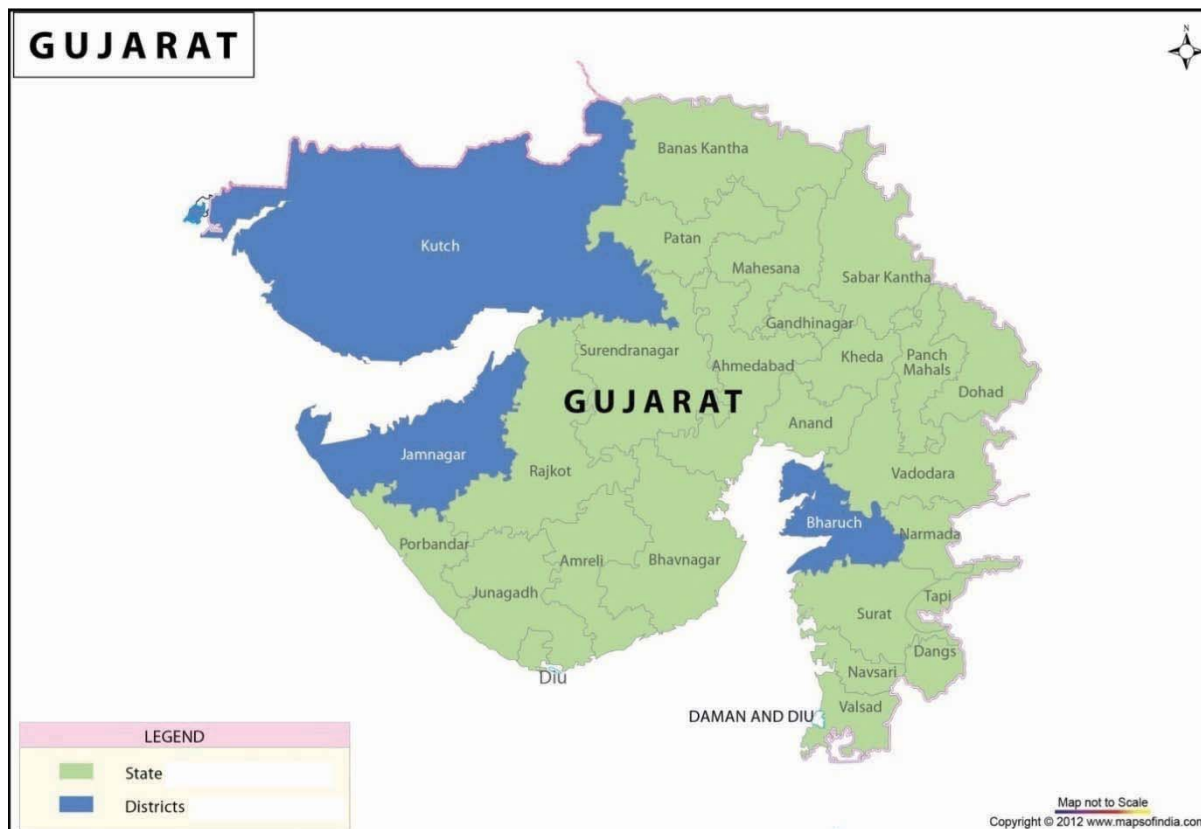 GUJARAT
N
Banas Kantha
Patan
Kutch
Mahesana
Sabar Kantha
Gandhinagar
Surendranagar
Ahmedabad
Kheda
Panch
Mahals
Dohad
GUJARAT
Anand
Jamnagar
Rajkot
Vadodara
Bharuch
Narmada
Porbandar
Amreli
Bhavnagar
Junagadh
Tapi
Surat
Dangs
Diu
Navsari
Valsad
DAMAN AND DIU
LEGEND
State
Districts
Map not to Scale
Copyright © 2012 www.mapsofindia.com